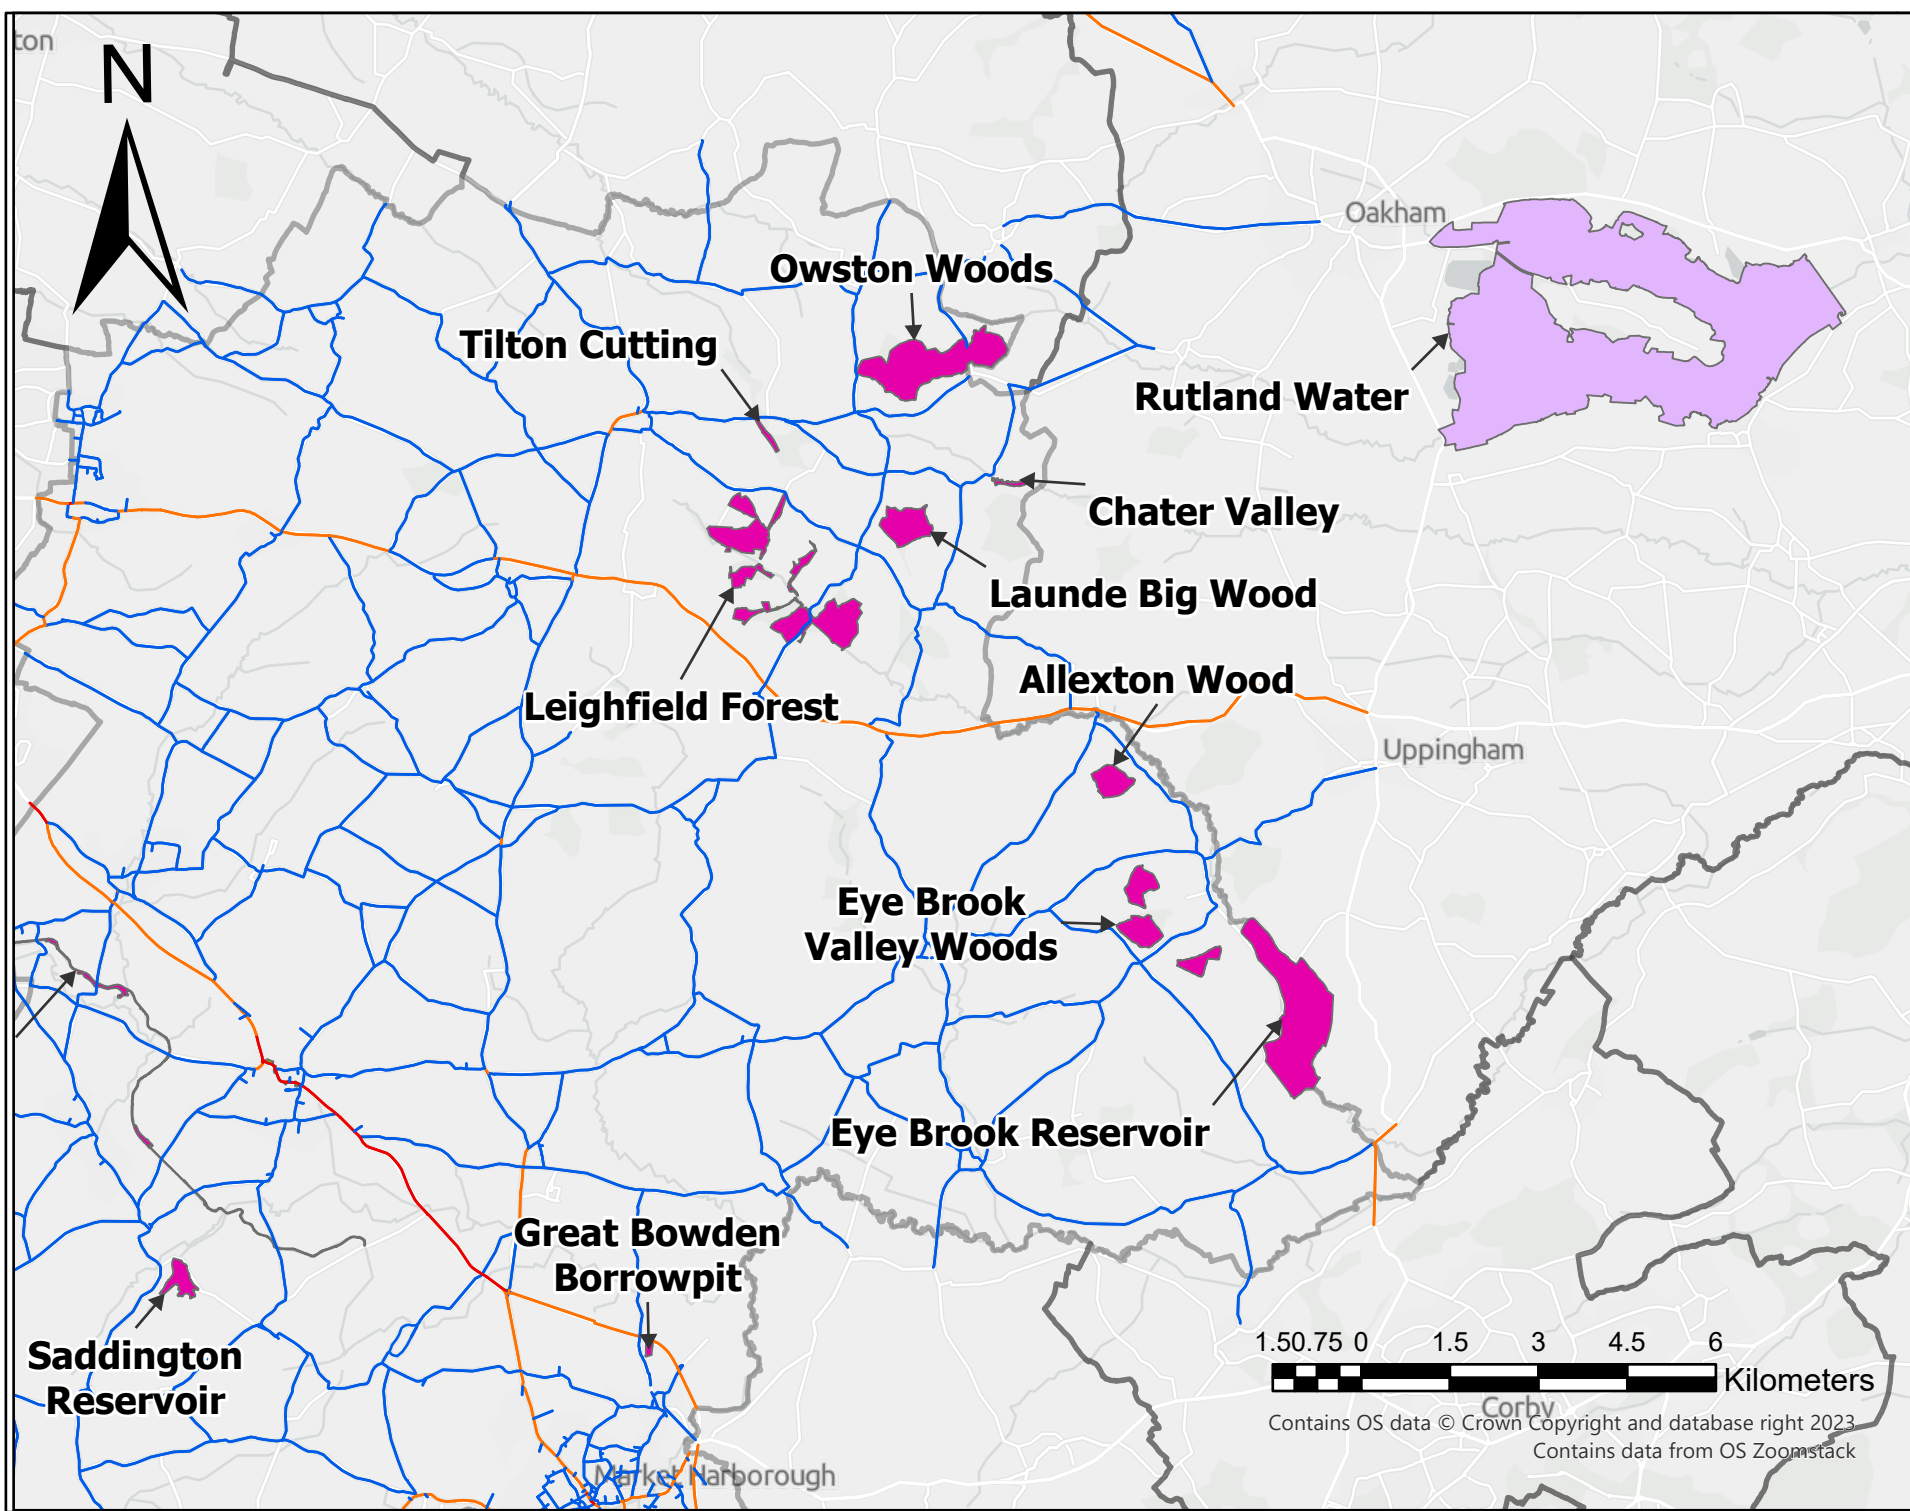 ton
N
Oakham
Owston Woods
Tilton Cutting
Rutland Water
Chater Valley
Launde Big Wood
Allexton Wood
Leighfield Forest
Uppingham
Eye Brook
Valley Woods
Eye Brook Reservoir
Great Bowden
Borrowpit
Saddington
Reservoir
1.5 0.75 0 1.5 3 4.5 6
Kilometers
Corby
Contains OS data © Crown Copyright and database right 2023
Contains data from OS Zoomstack
Market Harborough